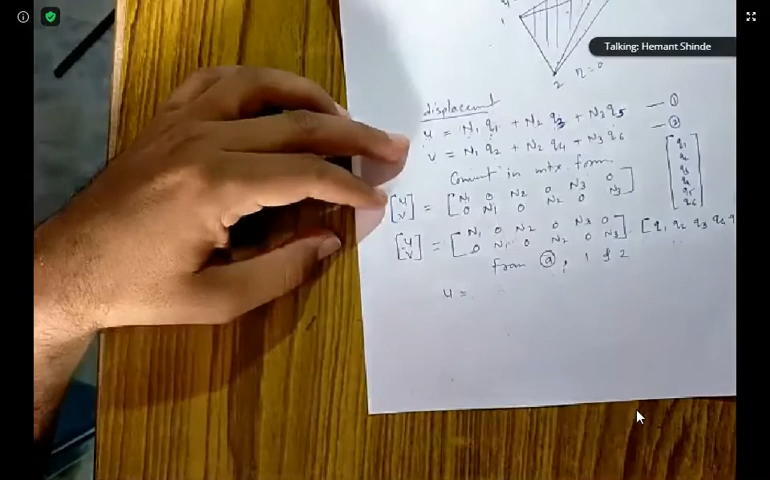 Talking: Hemant Shinde
1
2 η=0
displacement
u = N1 q1 + N2 q3 + N3 q5 — ①
v = N1 q2 + N2 q4 + N3 q6 — ②
Convert in mtx form
[u v] = [N1 0 N2 0 N3 0
0 N1 0 N2 0 N3] [q1 q2 q3 q4 q5 q6]
[u v] = [N1 0 N2 0 N3 0
0 N1 0 N2 0 N3] [q1 q2 q3 q4
from ⓐ, 1 & 2
u =